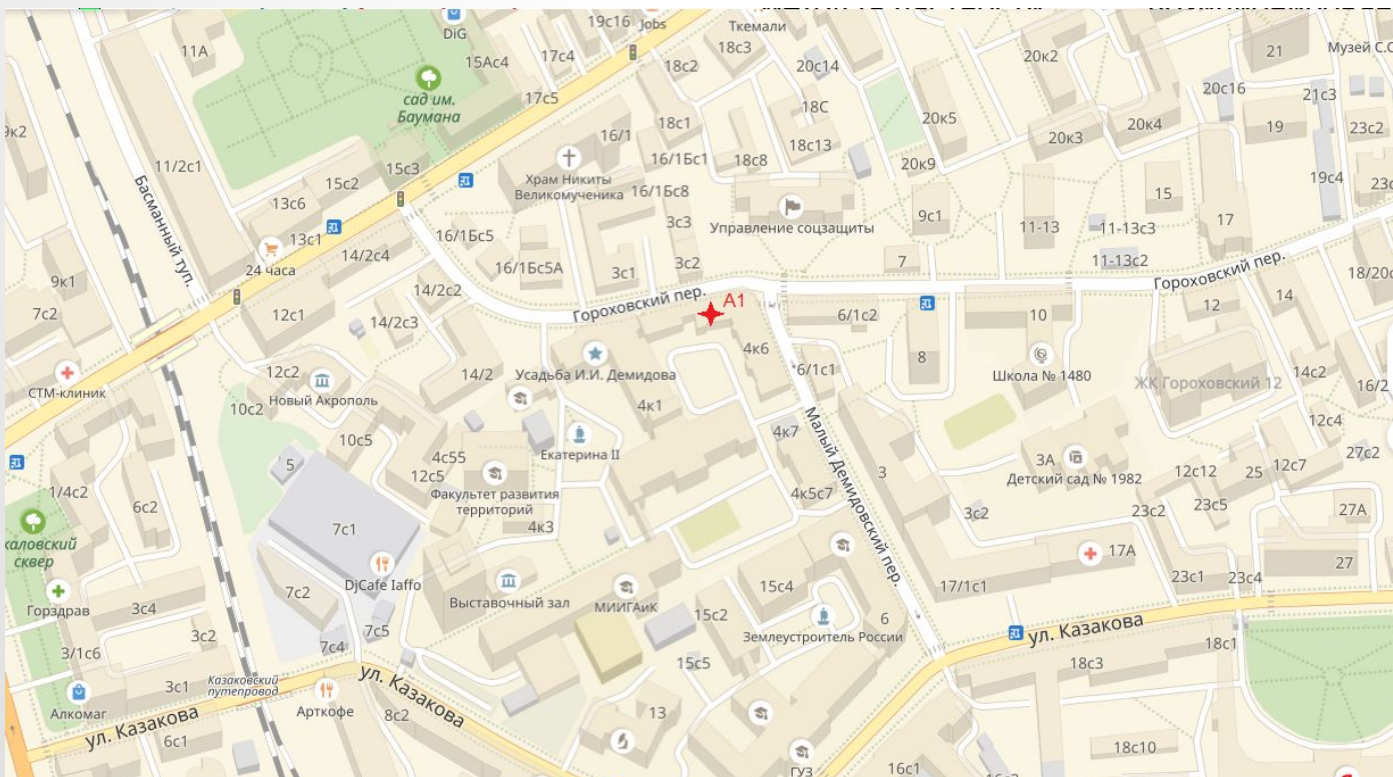 11А
DiG
15Ас4
17с4
19с16
Jobs
Ткемали
18с3
18с2
20с14
20к2
21
Музей С.С
сад им.
Баумана
17с5
18С
20с16
21с3
9к2
16/1
18с1
20к5
20к3
20к4
19
23с2
11/2с1
15с3
Храм Никиты
Великомученика
16/1Бс1
18с8
18с13
20к9
15с2
16/1Бс8
15
19с4
Басманный туп.
13с6
13с1
24 часа
14/2с4
16/1Бс5
3с3
Управление соцзащиты
9с1
11-13
11-13с3
17
9к1
16/1Бс5А
3с1
3с2
7
11-13с2
Гороховский пер.
18/20с
7с2
12с1
14/2с2
Гороховский пер.
А1
14/2с3
6/1с2
10
12
14
СТМ-клиник
12с2
Новый Акрополь
14/2
Усадьба И.И. Демидова
4к6
6/1с1
8
Школа № 1480
ЖК Гороховский 12
14с2
16/2
10с2
10с5
4к1
Екатерина II
4к7
Малый Демидовский пер.
12с4
27с2
5
4с55
12с5
Факультет развития
территорий
3
3А
Детский сад № 1982
12с12
25
12с7
1/4с2
6с2
7с1
4к3
4к5с7
3с2
23с2
23с5
27А
каловский
сквер
DjCafe Iaffo
17А
27
Горздрав
3с4
7с2
Выставочный зал
МИИГАиК
15с2
15с4
17/1с1
23с1
23с4
3с2
7с4
7с5
Землеустроитель России
6
ул. Казакова
3/1с6
15с5
18с3
18с1
3с1
Казаковский
путепровод
ул. Казакова
Алкомаг
Арткофе
8с2
13
ул. Казакова
6с1
ГУЗ
16с1
18с10